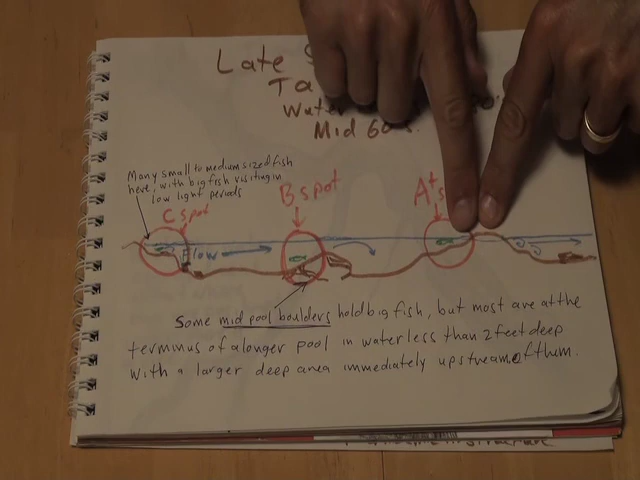 Late S
Ta
Water
Mid 60s.
Many small to medium sized fish
here, with big fish visiting in
low light periods
C spot
B spot
A+ s
Flow
Some mid pool boulders hold big fish, but most are at the
terminus of a longer pool in water less than 2 feet deep
with a larger deep area immediately upstream of them.